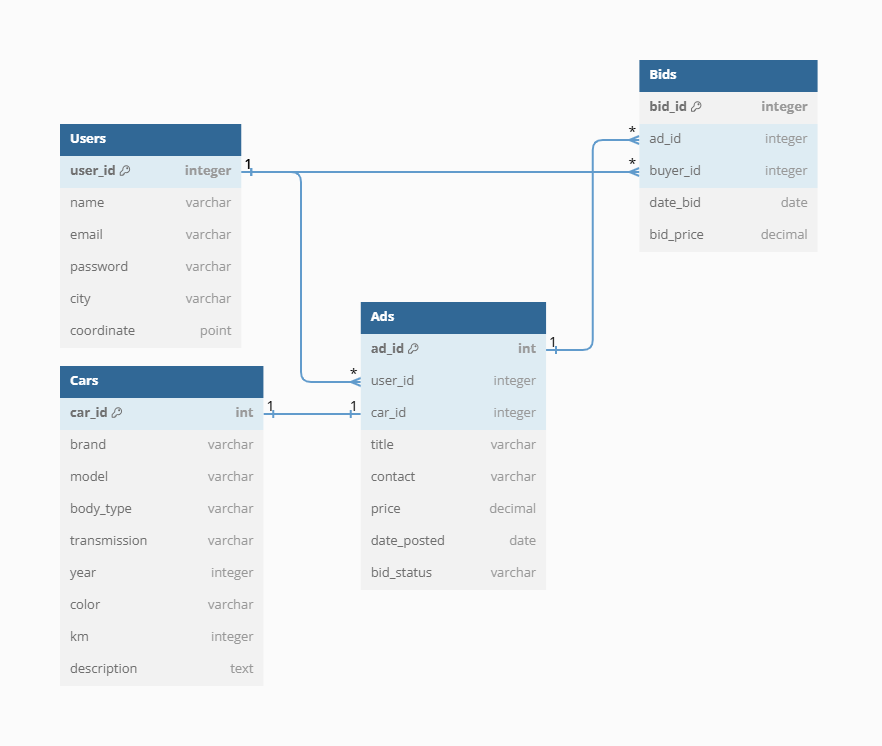 Bids
bid_id integer
* ad_id integer
* buyer_id integer
date_bid date
bid_price decimal
Users
user_id integer 1
name varchar
email varchar
password varchar
city varchar
coordinate point
Ads
ad_id int 1
* user_id integer
1 car_id integer
title varchar
contact varchar
price decimal
date_posted date
bid_status varchar
Cars
car_id int 1
brand varchar
model varchar
body_type varchar
transmission varchar
year integer
color varchar
km integer
description text